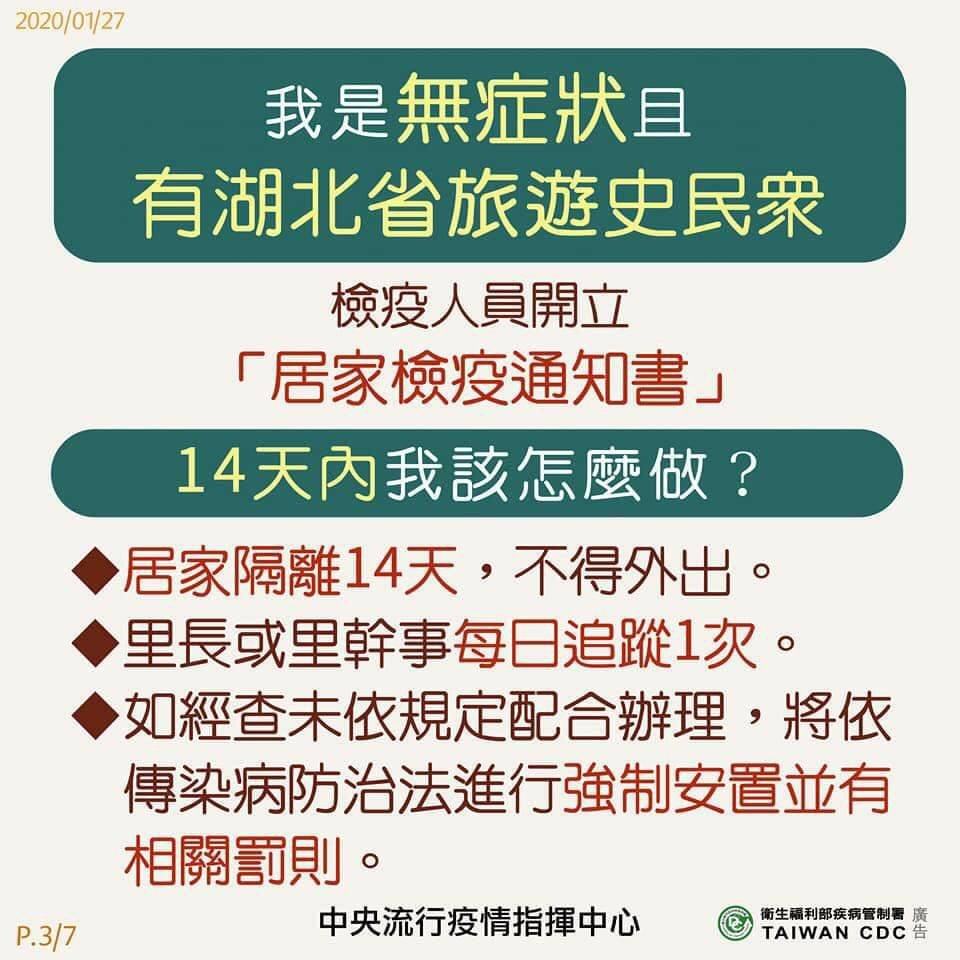 2020/01/27
我是無症狀且
有湖北省旅遊史民眾
檢疫人員開立
「居家檢疫通知書」
14天內我該怎麼做？
◆居家隔離14天，不得外出。
◆里長或里幹事每日追蹤1次。
◆如經查未依規定配合辦理，將依
傳染病防治法進行強制安置並有
相關罰則。
P.3/7
中央流行疫情指揮中心
衛生福利部疾病管制署
TAIWAN CDC
廣告